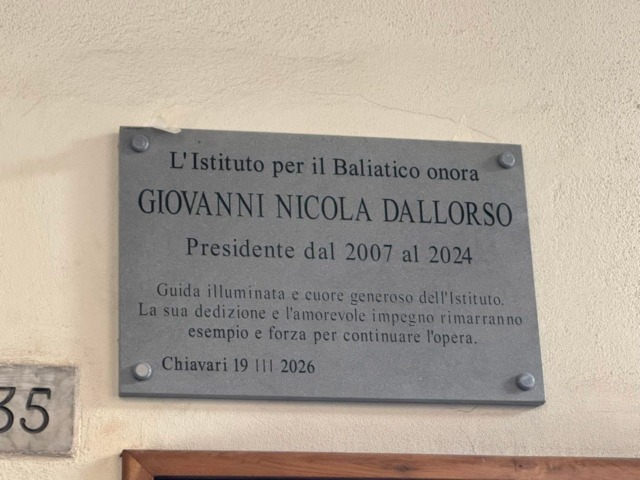 L'Istituto per il Baliatico onora
GIOVANNI NICOLA DALLORSO
Presidente dal 2007 al 2024
Guida illuminata e cuore generoso dell'Istituto.
La sua dedizione e l'amorevole impegno rimarranno
esempio e forza per continuare l'opera.
Chiavari 19 III 2026
35